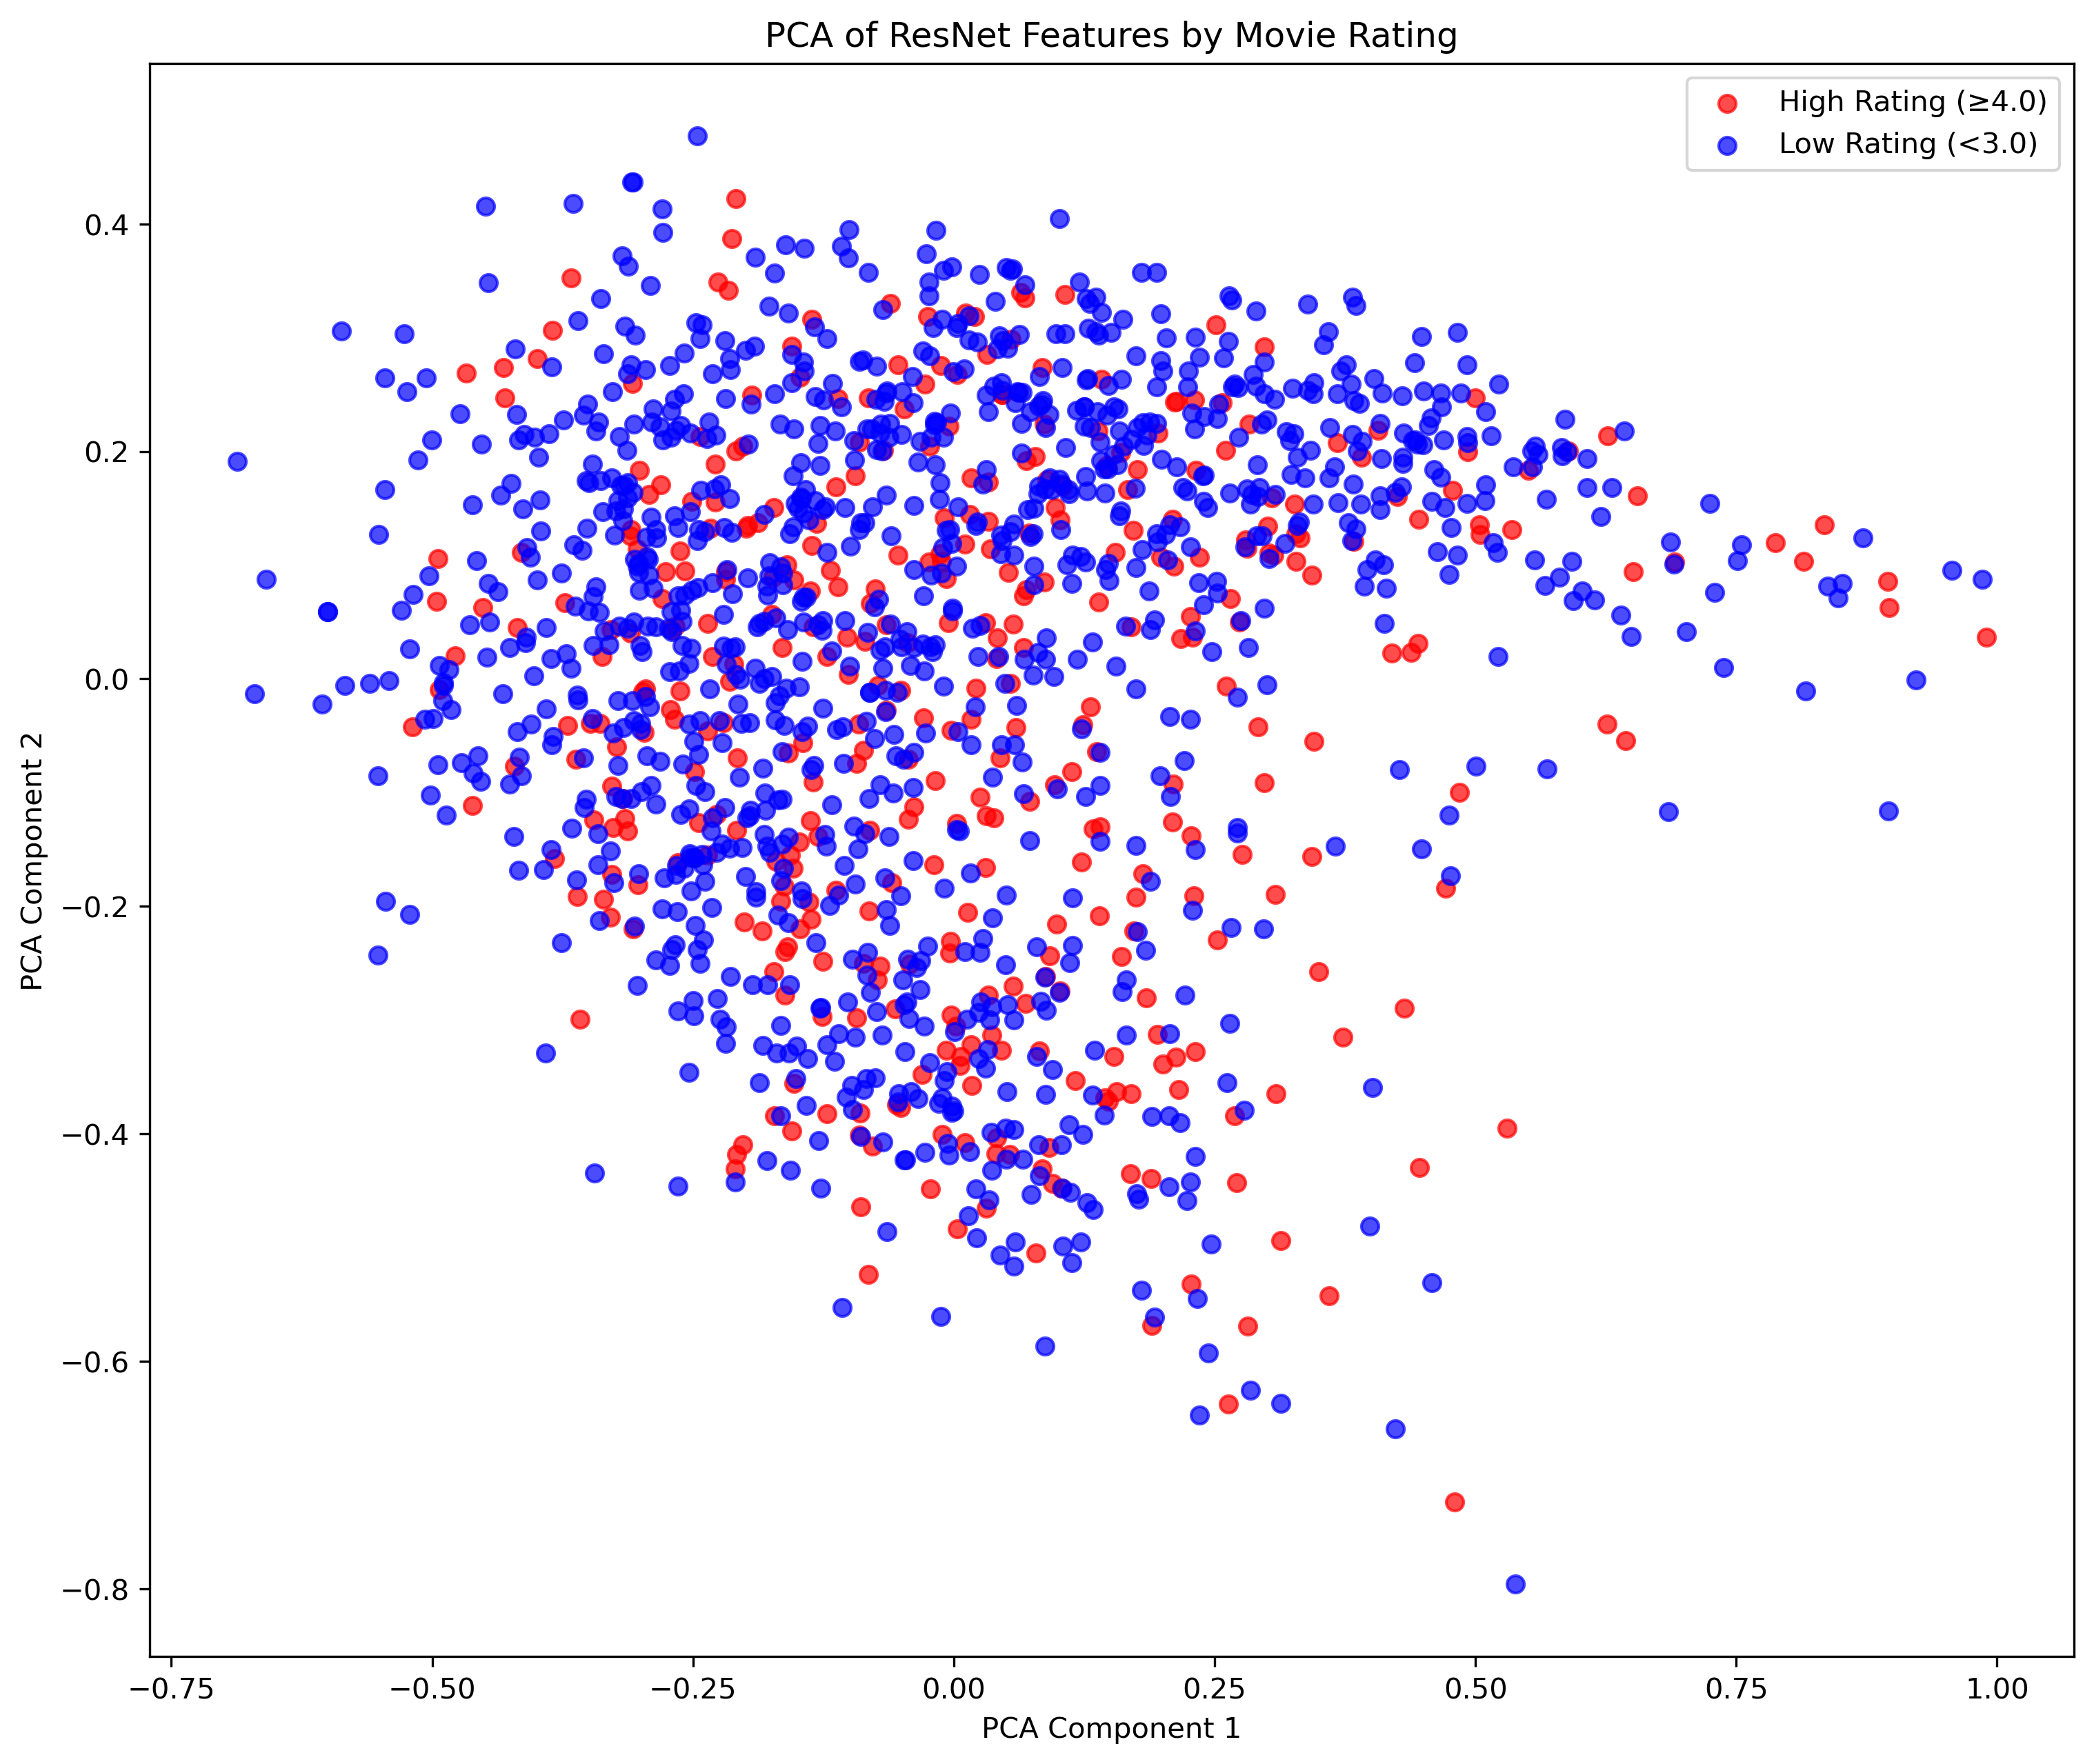 PCA of ResNet Features by Movie Rating
High Rating (≥4.0)
Low Rating (<3.0)
PCA Component 2
0.4
0.2
0.0
−0.2
−0.4
−0.6
−0.8
−0.75 −0.50 −0.25 0.00 0.25 0.50 0.75 1.00
PCA Component 1